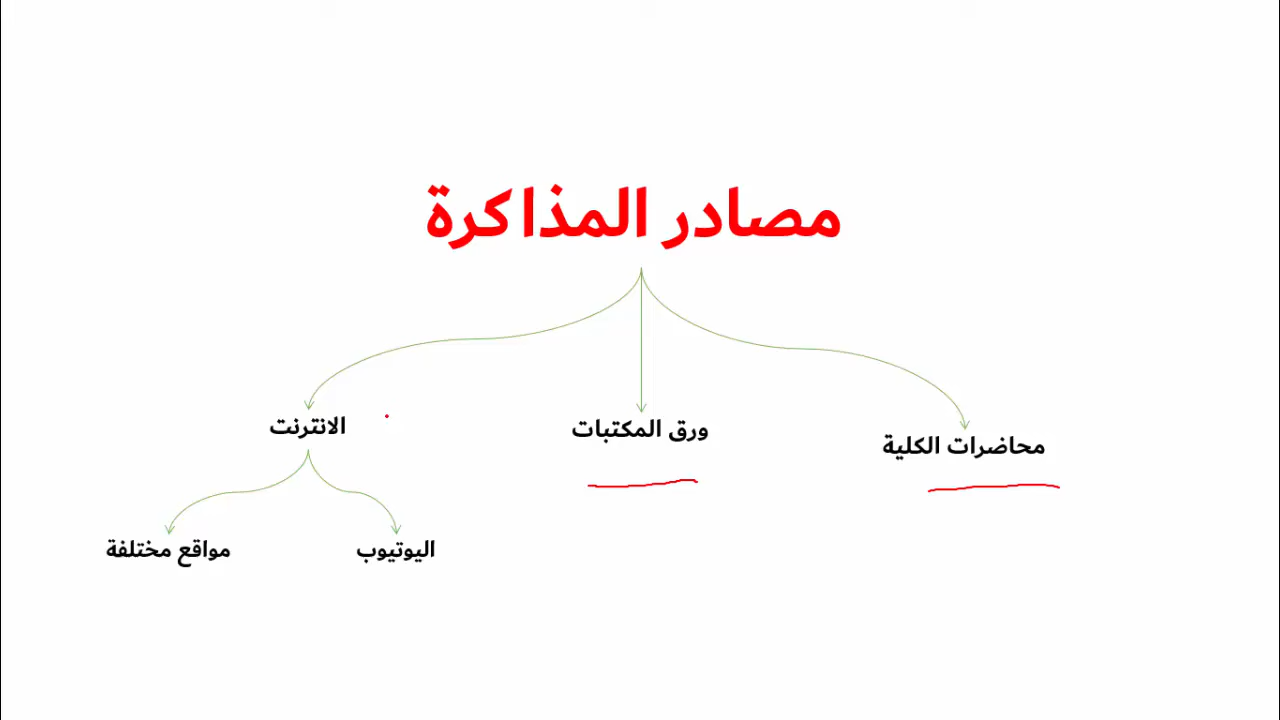 مصادر المذاكرة
محاضرات الكلية
ورق المكتبات
الانترنت
اليوتيوب
مواقع مختلفة